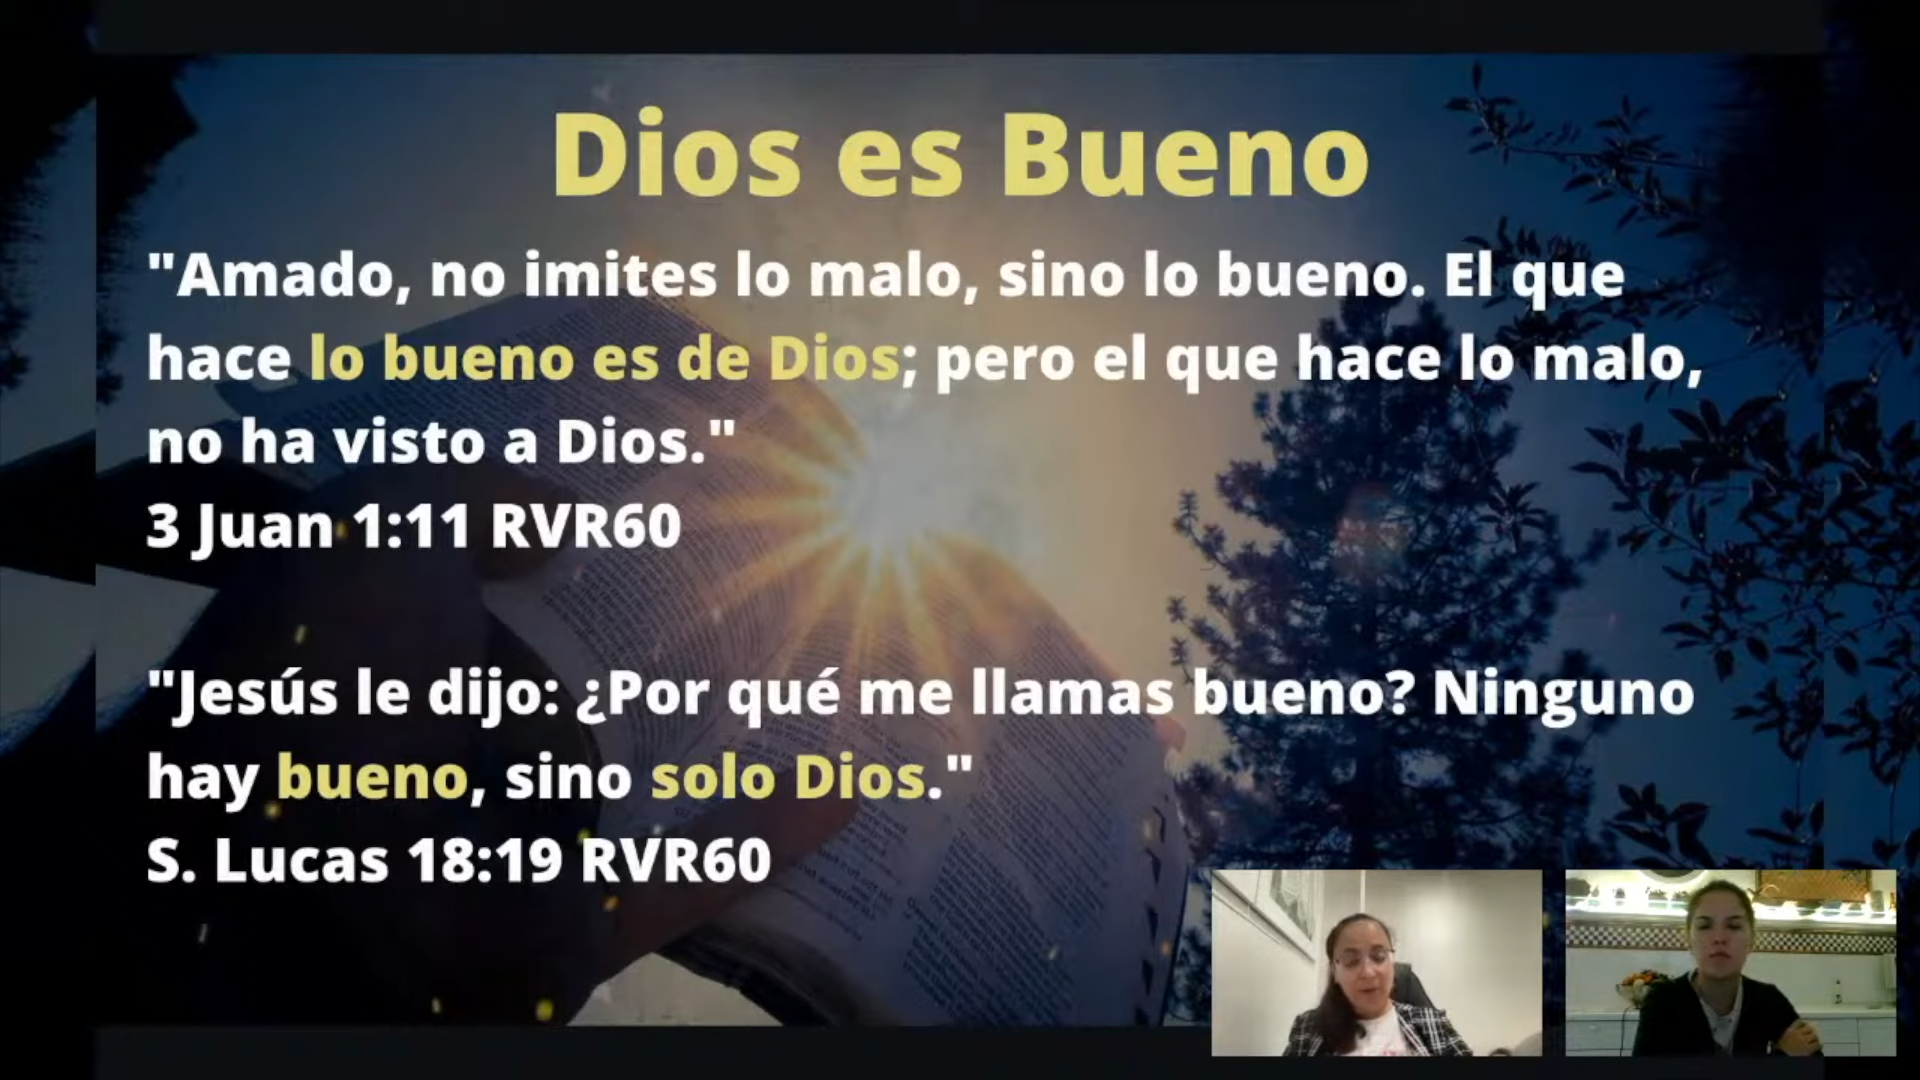 Dios es Bueno
"Amado, no imites lo malo, sino lo bueno. El que
hace lo bueno es de Dios; pero el que hace lo malo,
no ha visto a Dios."
3 Juan 1:11 RVR60
"Jesús le dijo: ¿Por qué me llamas bueno? Ninguno
hay bueno, sino solo Dios."
S. Lucas 18:19 RVR60